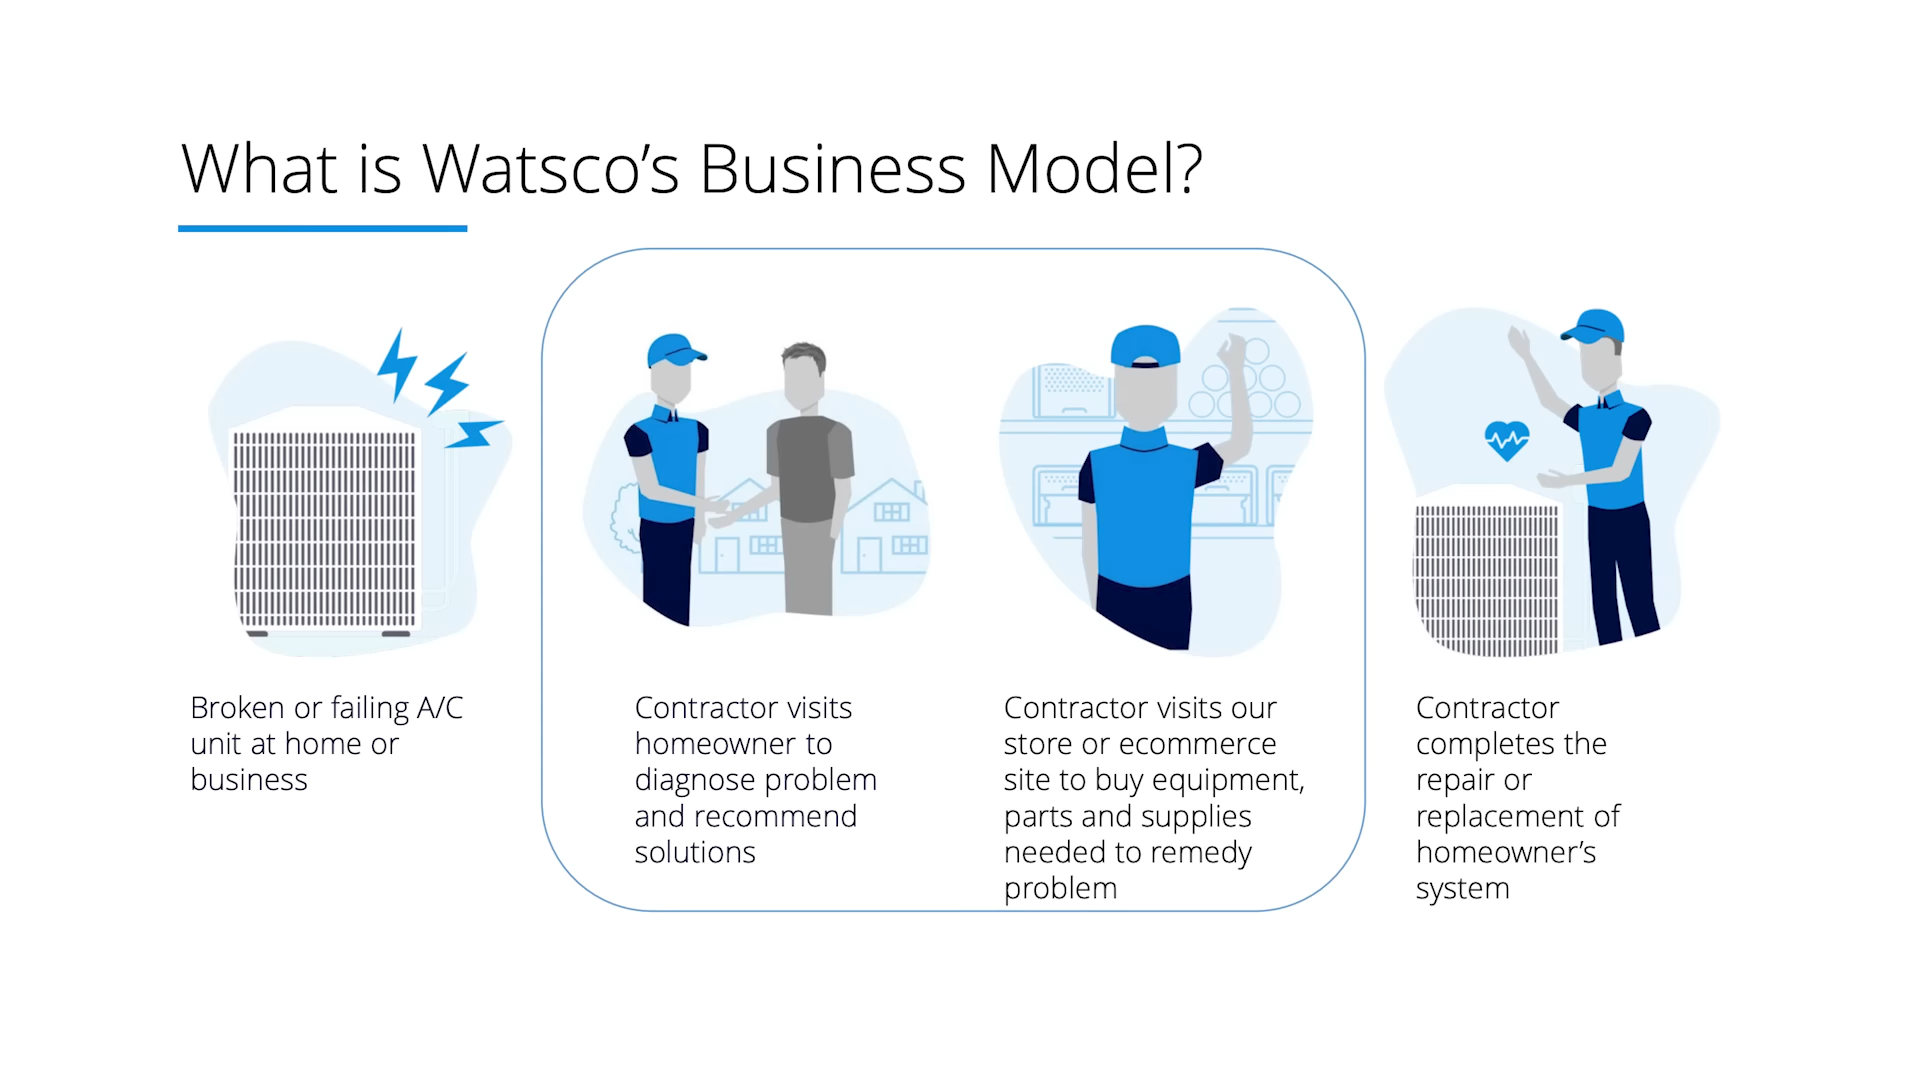 What is Watsco’s Business Model?
Broken or failing A/C
unit at home or
business
Contractor visits
homeowner to
diagnose problem
and recommend
solutions
Contractor visits our
store or ecommerce
site to buy equipment,
parts and supplies
needed to remedy
problem
Contractor
completes the
repair or
replacement of
homeowner’s
system